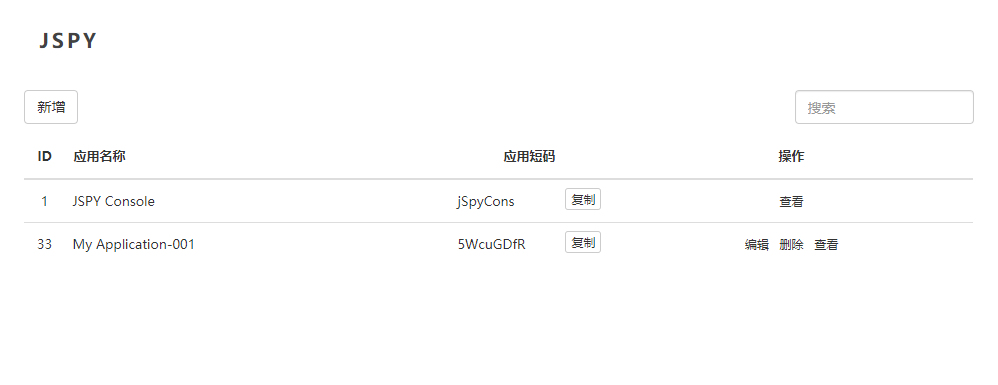 JSPY
新增 搜索
ID 应用名称 应用短码 操作
1 JSPY Console jSpyCons 复制 查看
33 My Application-001 5WcuGDfR 复制 编辑 删除 查看